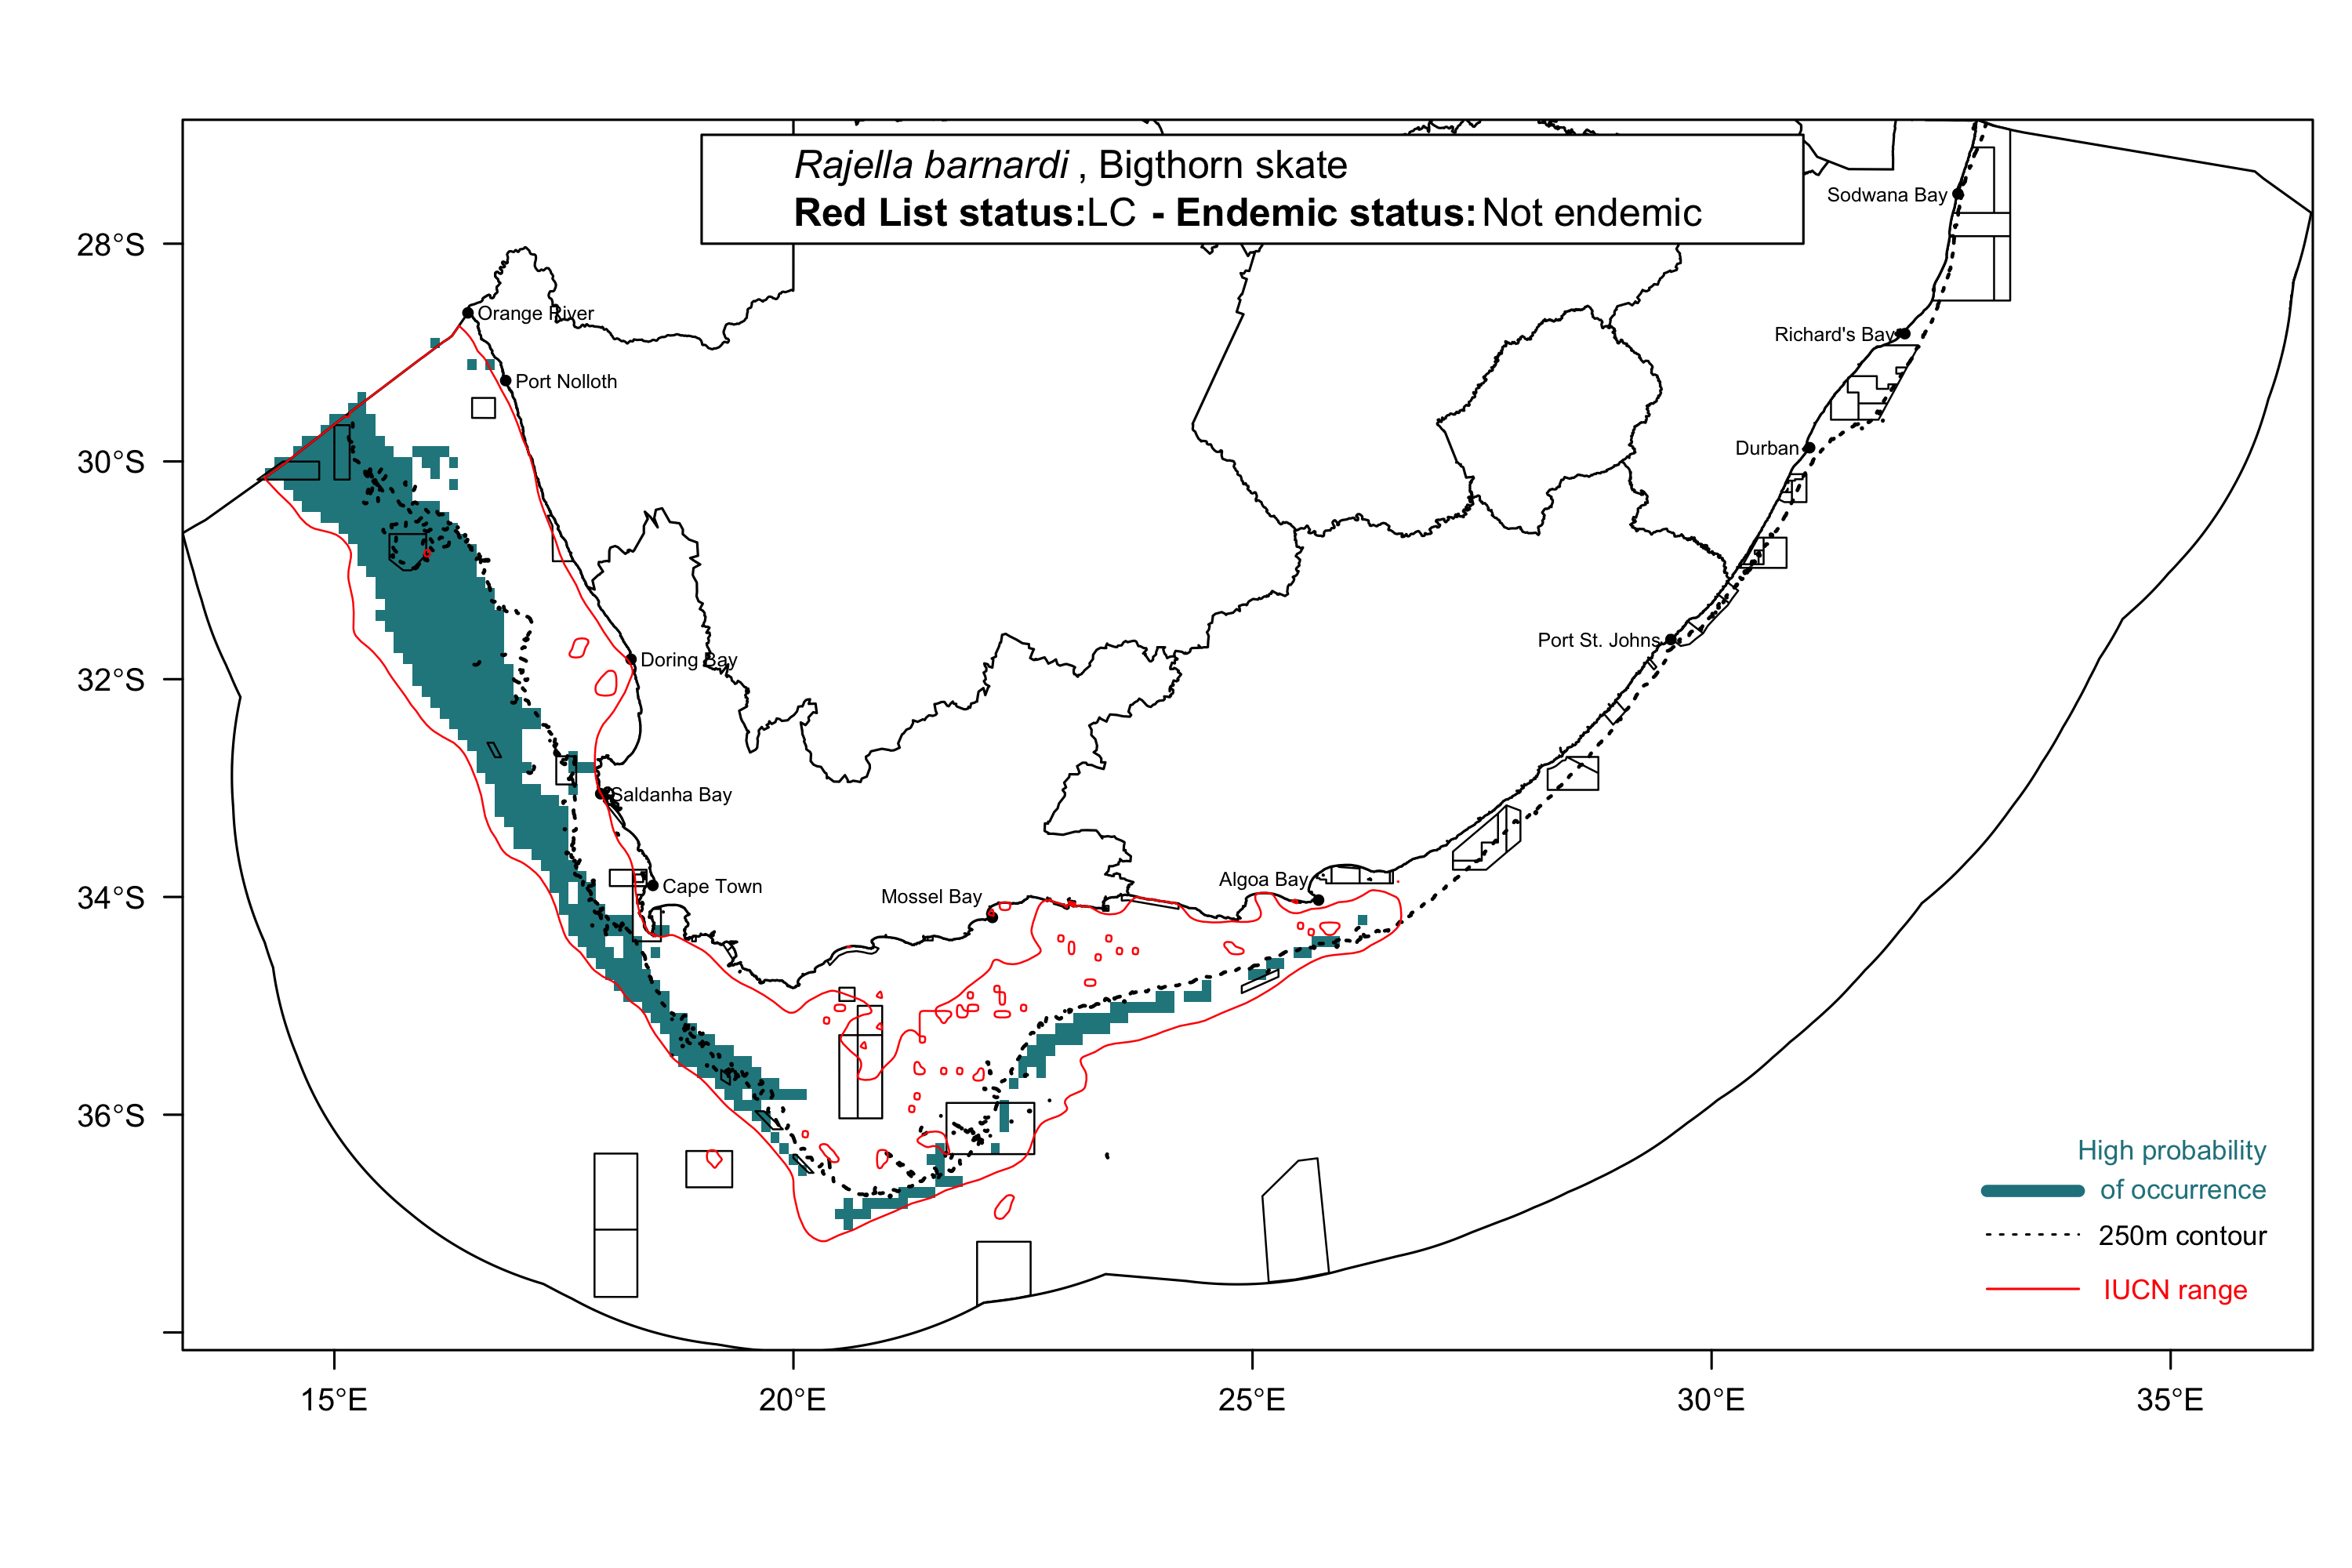 Rajella barnardi , Bigthorn skate
Red List status:LC - Endemic status: Not endemic
Sodwana Bay
28°S
Orange River
Richard's Bay
Port Nolloth
Durban
30°S
Port St. Johns
Doring Bay
32°S
Saldanha Bay
Cape Town
Algoa Bay
Mossel Bay
34°S
36°S
High probability
of occurrence
250m contour
IUCN range
15°E
20°E
25°E
30°E
35°E